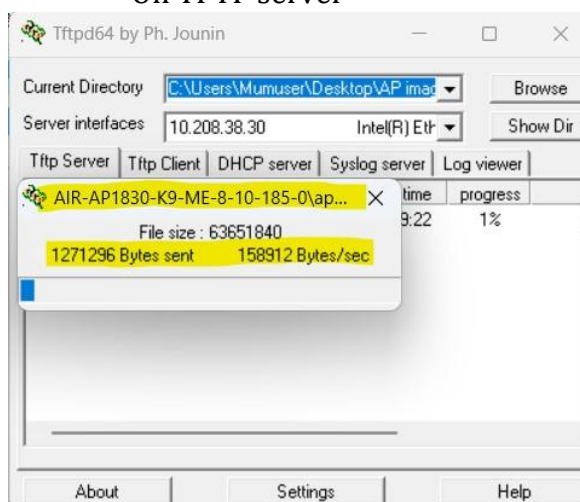 Tftpd64 by Ph. Jounin
Current Directory C:\Users\Mumuser\Desktop\AP imag Browse
Server interfaces 10.208.38.30 Intel(R) Eth Show Dir
Tftp Server Tftp Client DHCP server Syslog server Log viewer
AIR-AP1830-K9-ME-8-10-185-0\ap... time progress
File size : 63651840 9:22 1%
1271296 Bytes sent 158912 Bytes/sec
About Settings Help